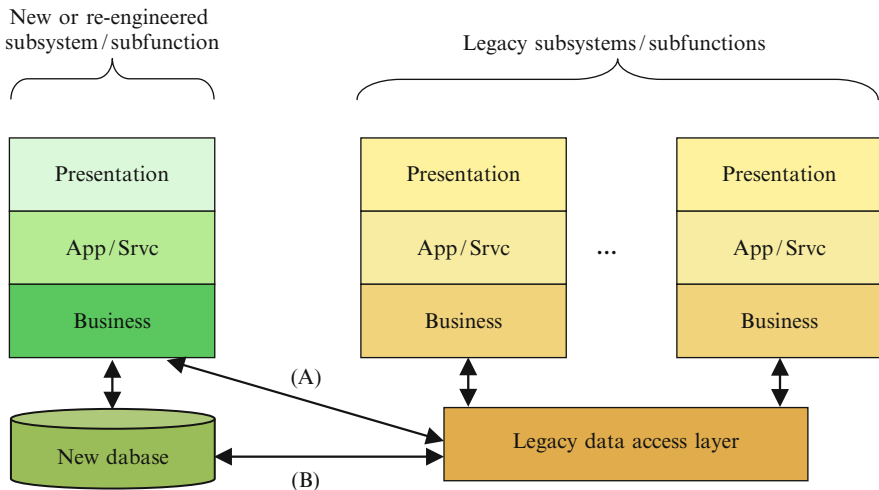 New or re-engineered
subsystem/subfunction
Legacy subsystems/subfunctions
Presentation
App/Srvc
Business
Presentation
App/Srvc
Business
...
Presentation
App/Srvc
Business
(A)
New dabase
(B)
Legacy data access layer